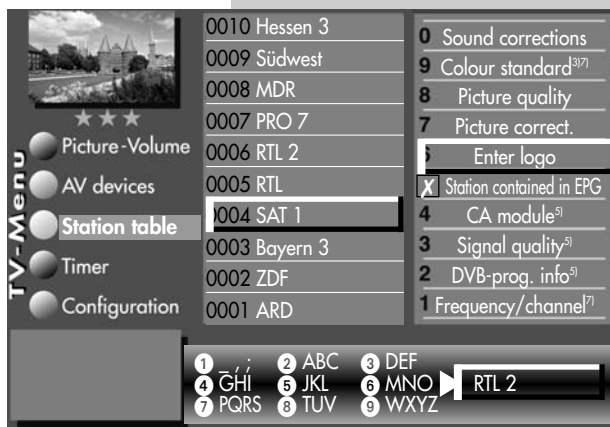 TV-Menu
Picture-Volume
AV devices
Station table
Timer
Configuration
0010 Hessen 3
0009 Südwest
0008 MDR
0007 PRO 7
0006 RTL 2
0005 RTL
0004 SAT 1
0003 Bayern 3
0002 ZDF
0001 ARD
0 Sound corrections
9 Colour standard3)7)
8 Picture quality
7 Picture correct.
6 Enter logo
X Station contained in EPG
4 CA module5)
3 Signal quality5)
2 DVB-prog. info5)
1 Frequency/channel7)
1 _ , ; 2 ABC 3 DEF
4 GHI 5 JKL 6 MNO
7 PQRS 8 TUV 9 WXYZ
RTL 2